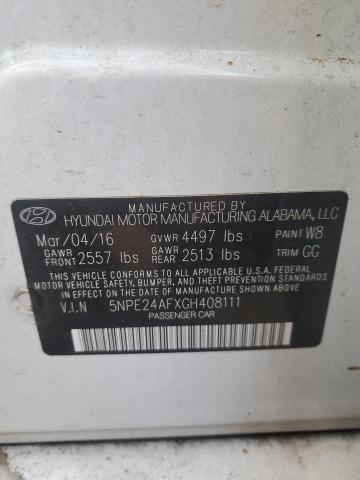 MANUFACTURED BY
HYUNDAI MOTOR MANUFACTURING ALABAMA, LLC
Mar/04/16 GVWR 4497 lbs PAINT W8
GAWR FRONT 2557 lbs GAWR REAR 2513 lbs TRIM GG
THIS VEHICLE CONFORMS TO ALL APPLICABLE U.S.A. FEDERAL
MOTOR VEHICLE SAFETY, BUMPER, AND THEFT PREVENTION
STANDARDS IN EFFECT ON THE DATE OF MANUFACTURE SHOWN ABOVE.
V.I.N 5NPE24AFXGH408111
PASSENGER CAR